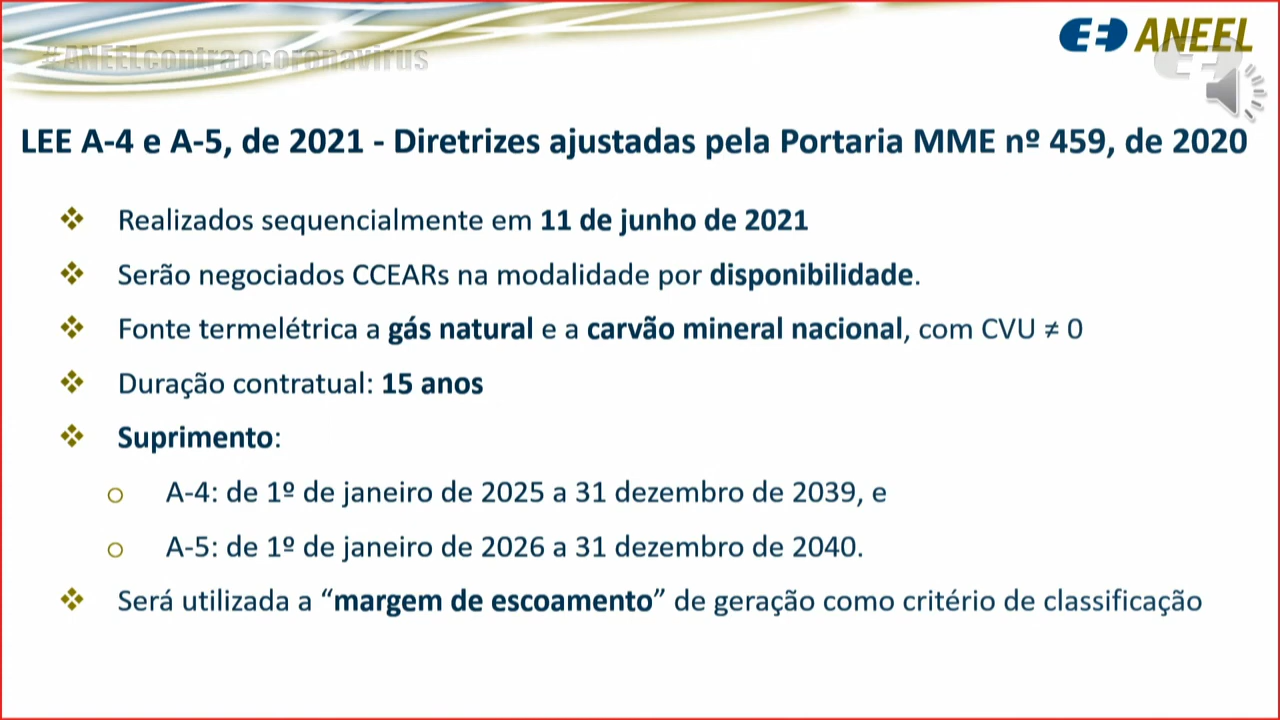 #ANEELcontraocoronavirus
ANEEL
LEE A-4 e A-5, de 2021 - Diretrizes ajustadas pela Portaria MME nº 459, de 2020
Realizados sequencialmente em 11 de junho de 2021
Serão negociados CCEARs na modalidade por disponibilidade.
Fonte termelétrica a gás natural e a carvão mineral nacional, com CVU ≠ 0
Duração contratual: 15 anos
Suprimento:
A-4: de 1º de janeiro de 2025 a 31 dezembro de 2039, e
A-5: de 1º de janeiro de 2026 a 31 dezembro de 2040.
Será utilizada a “margem de escoamento” de geração como critério de classificação